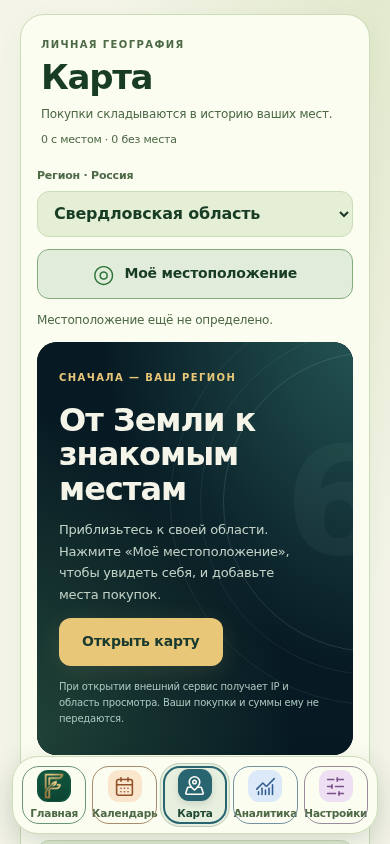 ЛИЧНАЯ ГЕОГРАФИЯ
Карта
Покупки складываются в историю ваших мест.
0 с местом · 0 без места
Регион · Россия
Свердловская область
Моё местоположение
Местоположение ещё не определено.
СНАЧАЛА — ВАШ РЕГИОН
От Земли к
знакомым
местам
6
Приблизьтесь к своей области.
Нажмите «Моё местоположение»,
чтобы увидеть себя, и добавьте
места покупок.
Открыть карту
При открытии внешний сервис получает IP и
область просмотра. Ваши покупки и суммы ему не
передаются.
Главная
Календарь
Карта
Аналитика
Настройки